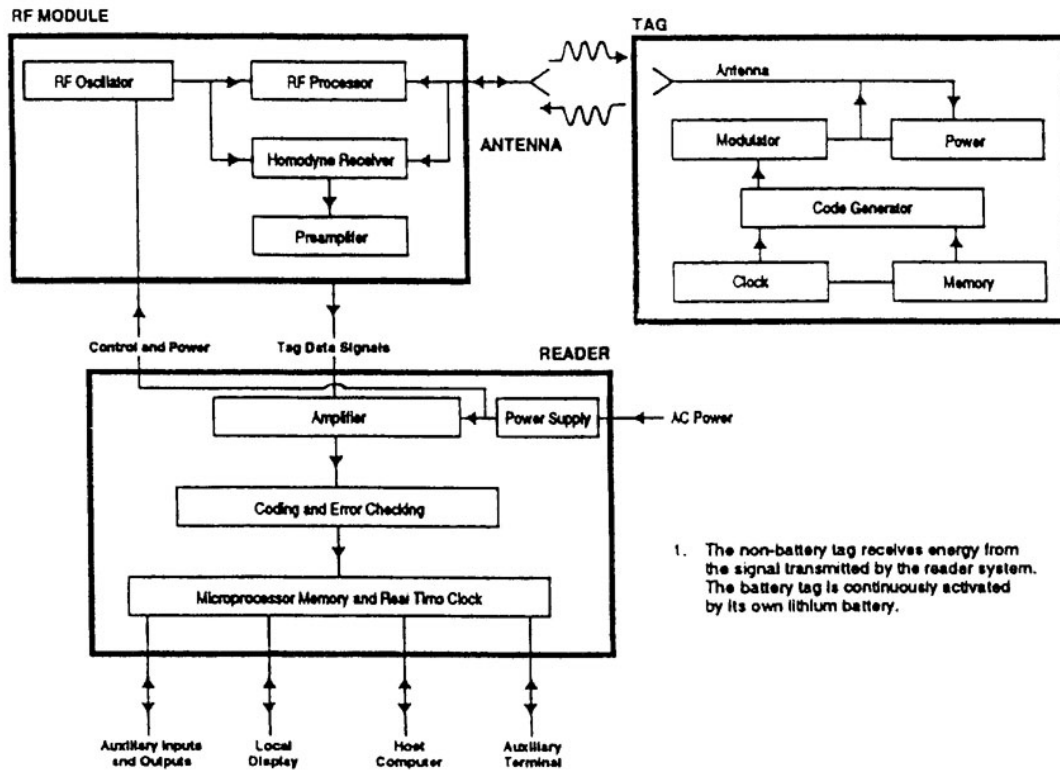 RF MODULE
RF Oscillator
RF Processor
Homodyne Receiver
Preamplifier
ANTENNA
TAG
Antenna
Modulator
Power
Code Generator
Clock
Memory
Control and Power
Tag Data Signals
READER
Amplifier
Power Supply
AC Power
Coding and Error Checking
Microprocessor Memory and Real Time Clock
Auxiliary Inputs
and Outputs
Local
Display
Host
Computer
Auxiliary
Terminal
1. The non-battery tag receives energy from
the signal transmitted by the reader system.
The battery tag is continuously activated
by its own lithium battery.